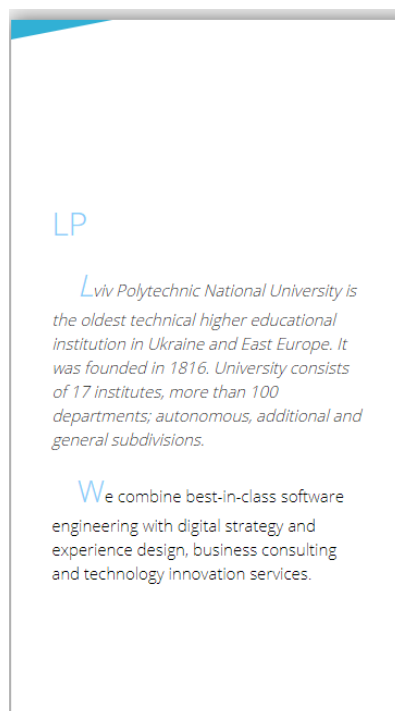 LP
Lviv Polytechnic National University is
the oldest technical higher educational
institution in Ukraine and East Europe. It
was founded in 1816. University consists
of 17 institutes, more than 100
departments; autonomous, additional and
general subdivisions.
We combine best-in-class software
engineering with digital strategy and
experience design, business consulting
and technology innovation services.